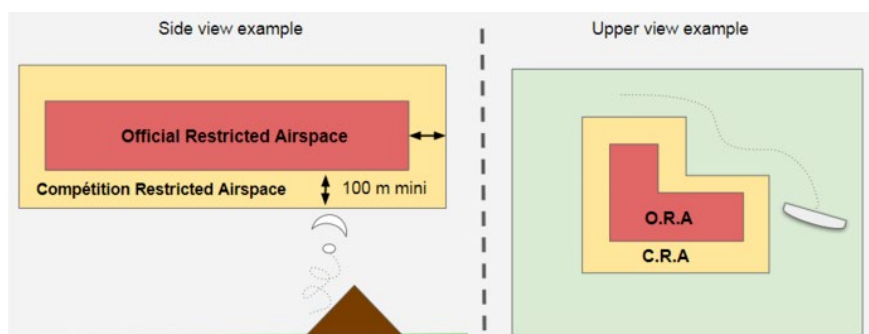 Side view example
Upper view example
Official Restricted Airspace
Compétition Restricted Airspace
100 m mini
O.R.A
C.R.A